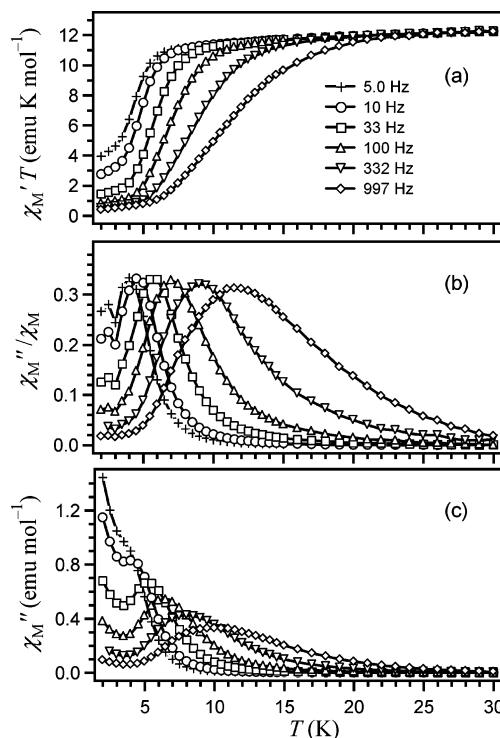 χM′ T (emu K mol⁻¹)
14
12
10
8
6
4
2
0
(a)
5.0 Hz
10 Hz
33 Hz
100 Hz
332 Hz
997 Hz
χM″/χM
0.3
0.2
0.1
0.0
(b)
χM″ (emu mol⁻¹)
1.2
0.8
0.4
0.0
(c)
5 10 15 20 25 30
T (K)